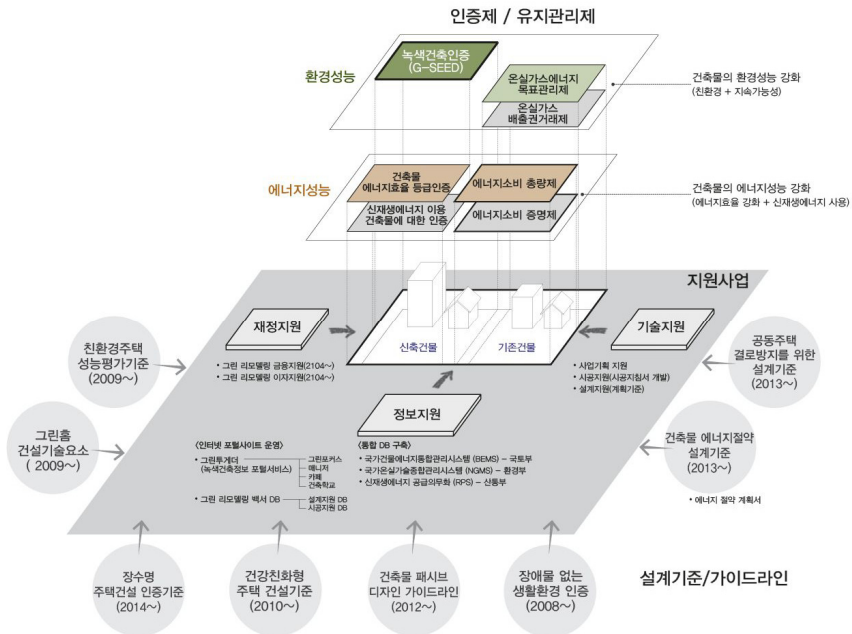 인증제 / 유지관리제
녹색건축인증
(G-SEED)
환경성능
온실가스에너지
목표관리제
온실가스
배출권거래제
건축물의 환경성능 강화
(친환경 + 지속가능성)
건축물
에너지효율 등급인증
에너지소비 총량제
에너지성능
신재생에너지 이용
건축물에 대한 인증
에너지소비 증명제
건축물의 에너지성능 강화
(에너지효율 강화 + 신재생에너지 사용)
지원사업
재정지원
신축건물
기존건물
기술지원
• 그린 리모델링 금융지원(2104～)
• 그린 리모델링 이자지원(2104～)
• 사업기획 지원
• 시공지원(시공지침서 개발)
• 설계지원(계획기준)
정보지원
친환경주택
성능평가기준
(2009～)
공동주택
결로방지를 위한
설계기준
(2013～)
그린홈
건설기술요소
( 2009～)
건축물 에너지절약
설계기준
(2013～)
• 에너지 절약 계획서
<인터넷 포털사이트 운영>
• 그린투게더
(녹색건축정보 포털서비스)
그린포커스
매니저
카페
건축학교
• 그린 리모델링 백서 DB
설계지원 DB
시공지원 DB
<통합 DB 구축>
• 국가건물에너지통합관리시스템 (BEMS) – 국토부
• 국가온실가술종합관리시스템 (NGMS) – 환경부
• 신재생에너지 공급의무화 (RPS) – 산통부
장수명
주택건설 인증기준
(2014～)
건강친화형
주택 건설기준
(2010～)
건축물 패시브
디자인 가이드라인
(2012～)
장애물 없는
생활환경 인증
(2008～)
설계기준/가이드라인